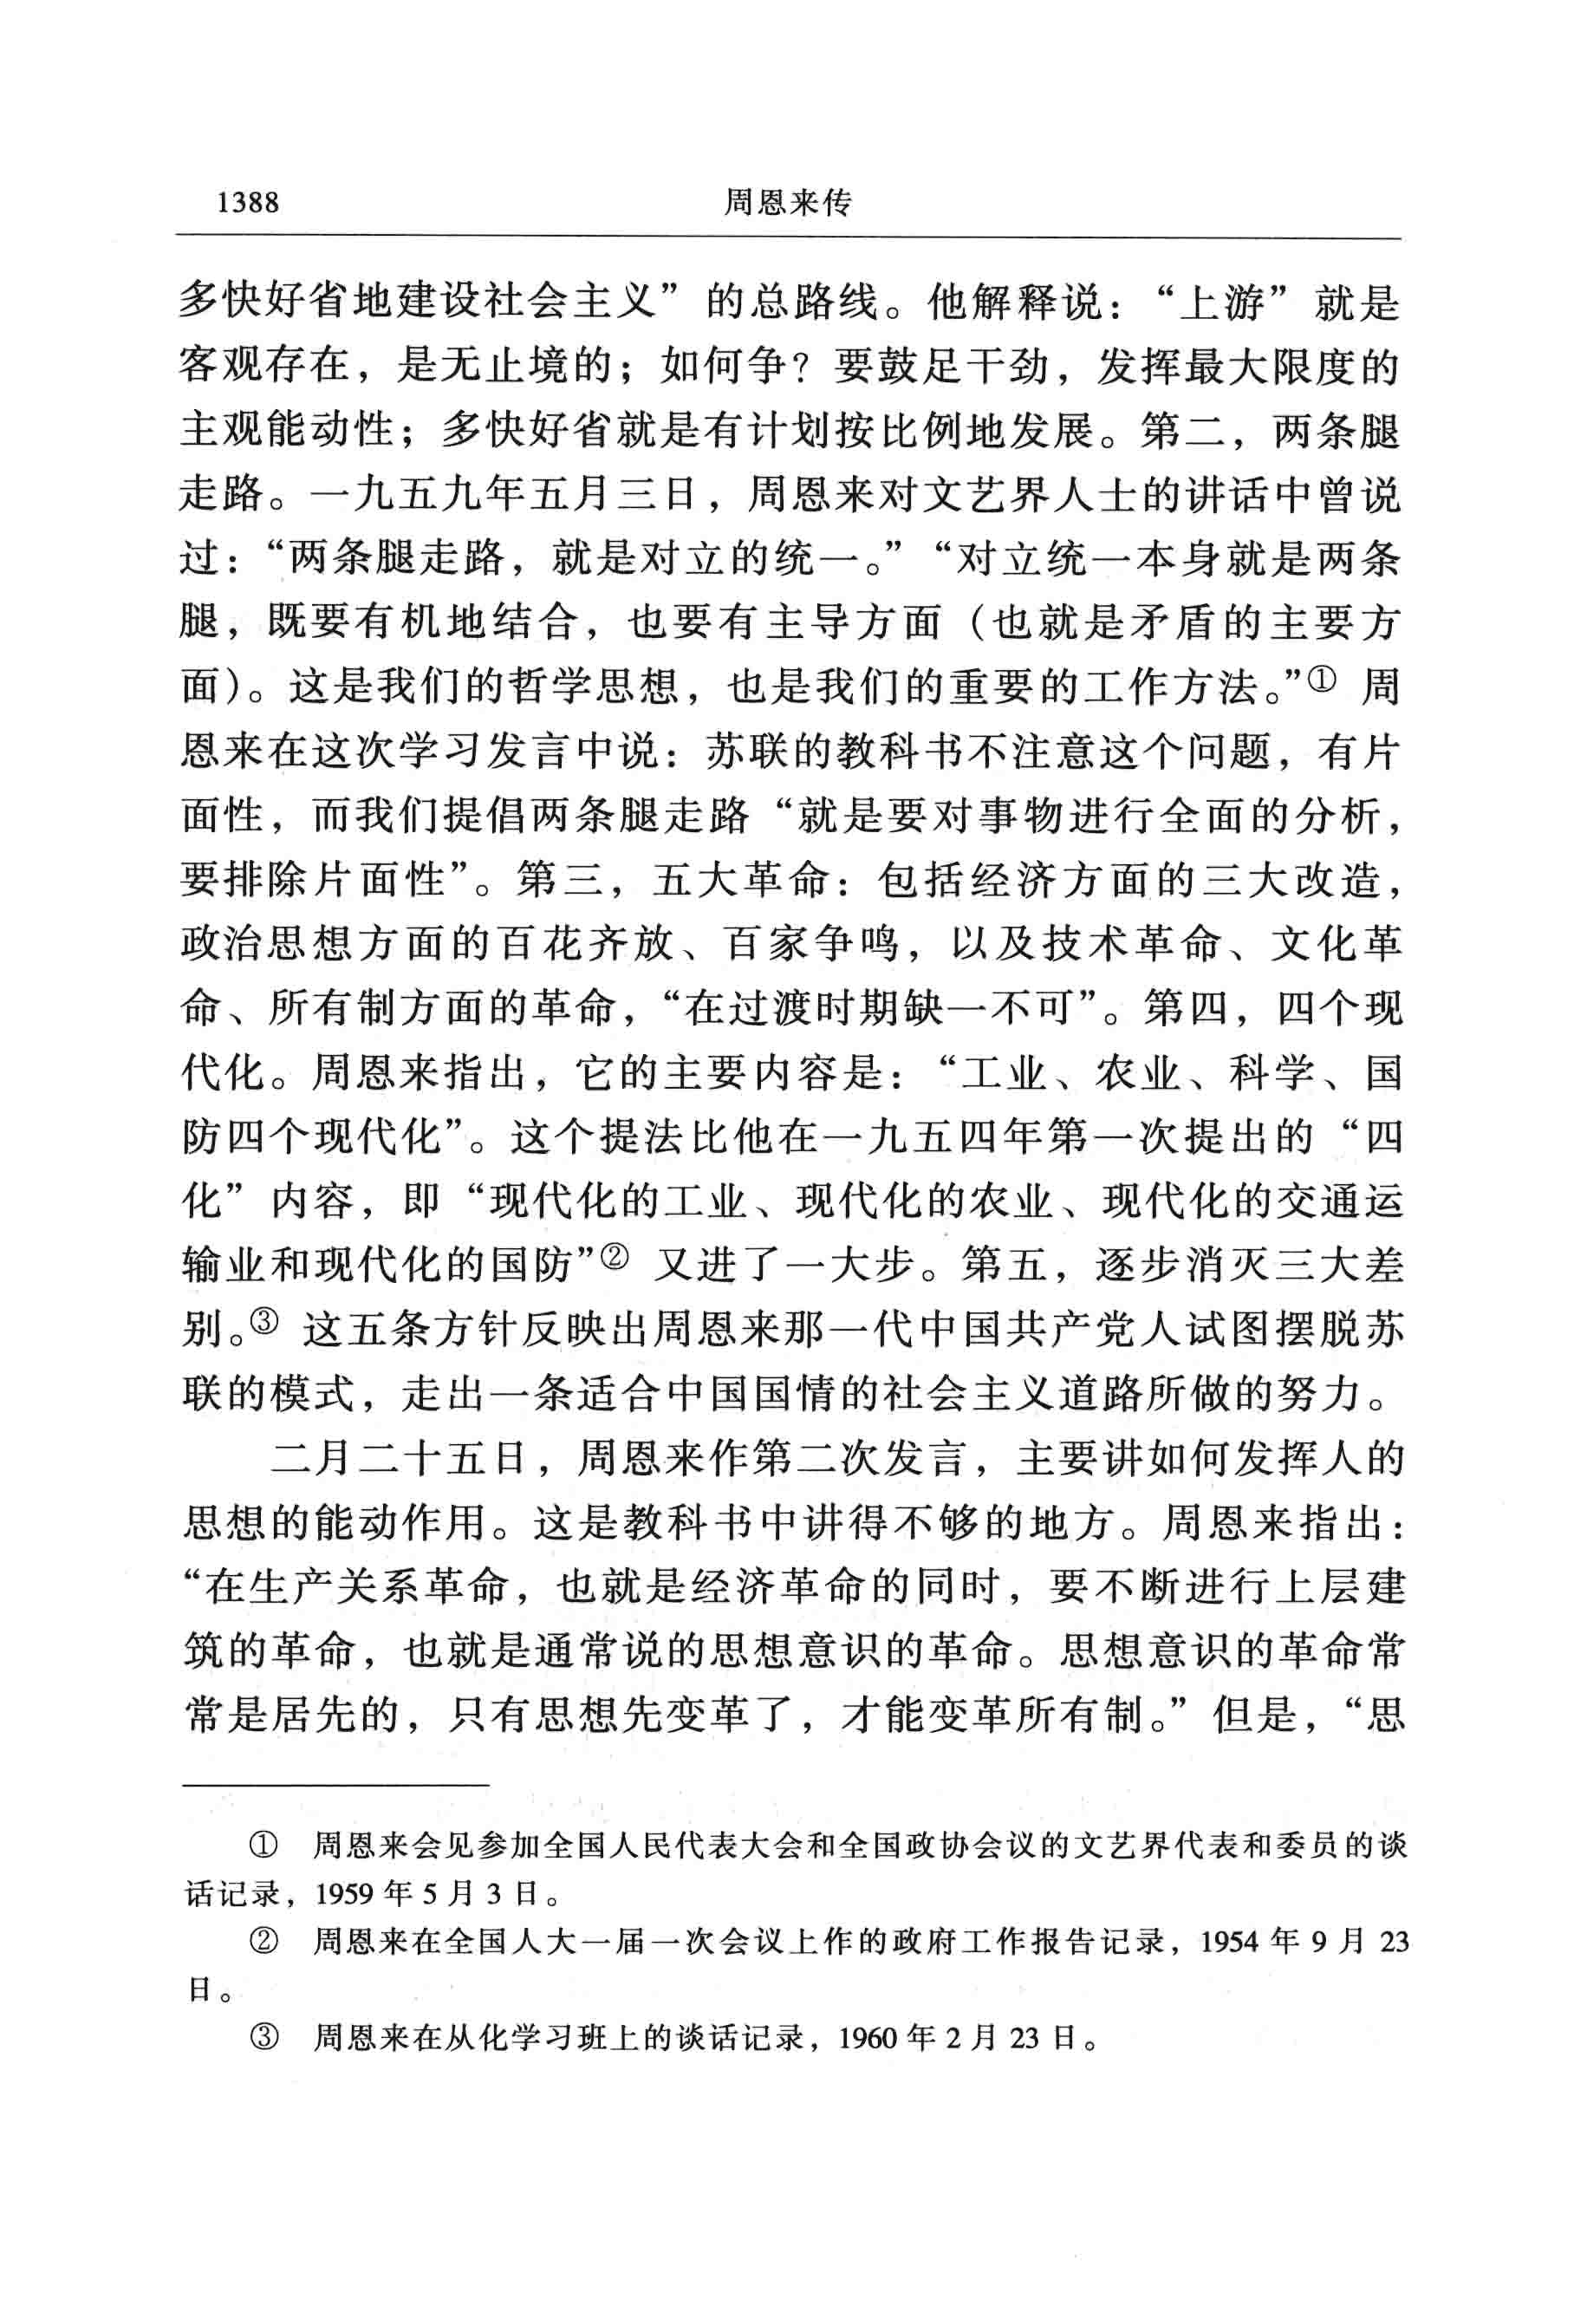 1388
周恩来传
多快好省地建设社会主义”的总路线。他解释说：“上游”就是
客观存在，是无止境的；如何争？要鼓足干劲，发挥最大限度的
主观能动性；多快好省就是有计划按比例地发展。第二，两条腿
走路。一九五九年五月三日，周恩来对文艺界人士的讲话中曾说
过：“两条腿走路，就是对立的统一。”“对立统一本身就是两条
腿，既要有机地结合，也要有主导方面（也就是矛盾的主要方
面）。这是我们的哲学思想，也是我们的重要的工作方法。”① 周
恩来在这次学习发言中说：苏联的教科书不注意这个问题，有片
面性，而我们提倡两条腿走路“就是要对事物进行全面的分析，
要排除片面性”。第三，五大革命：包括经济方面的三大改造，
政治思想方面的百花齐放、百家争鸣，以及技术革命、文化革
命、所有制方面的革命，“在过渡时期缺一不可”。第四，四个现
代化。周恩来指出，它的主要内容是：“工业、农业、科学、国
防四个现代化”。这个提法比他在一九五四年第一次提出的“四
化”内容，即“现代化的工业、现代化的农业、现代化的交通运
输业和现代化的国防”② 又进了一大步。第五，逐步消灭三大差
别。③ 这五条方针反映出周恩来那一代中国共产党人试图摆脱苏
联的模式，走出一条适合中国国情的社会主义道路所做的努力。
二月二十五日，周恩来作第二次发言，主要讲如何发挥人的
思想的能动作用。这是教科书中讲得不够的地方。周恩来指出：
“在生产关系革命，也就是经济革命的同时，要不断进行上层建
筑的革命，也就是通常说的思想意识的革命。思想意识的革命常
常是居先的，只有思想先变革了，才能变革所有制。”但是，“思
① 周恩来会见参加全国人民代表大会和全国政协会议的文艺界代表和委员的谈
话记录，1959 年 5 月 3 日。
② 周恩来在全国人大一届一次会议上作的政府工作报告记录，1954 年 9 月 23
日。
③ 周恩来在从化学习班上的谈话记录，1960 年 2 月 23 日。